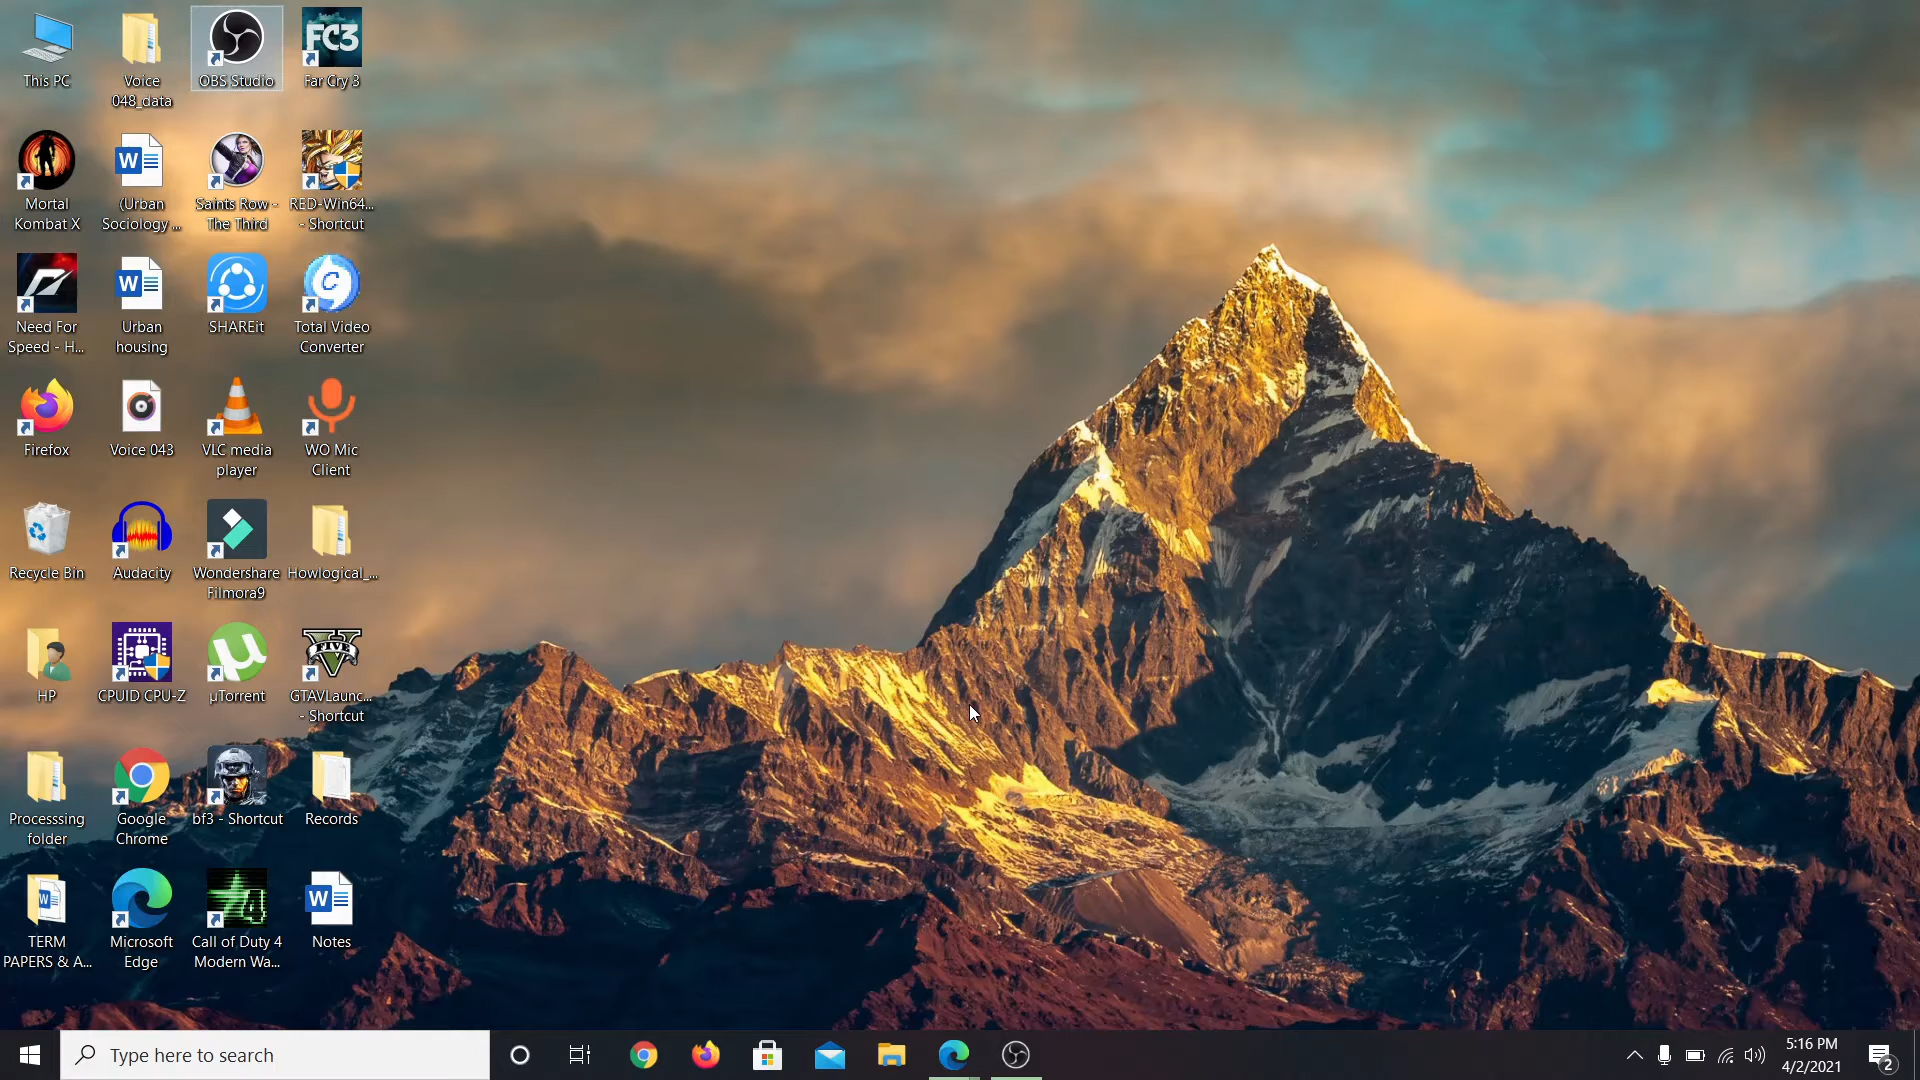 This PC
Voice
048_data
OBS Studio
FC3
Far Cry 3
Mortal
Kombat X
W
(Urban
Sociology ...
Saints Row -
The Third
RED-Win64...
- Shortcut
Need For
Speed - H...
W
Urban
housing
SHAREit
C
Total Video
Converter
Firefox
Voice 043
VLC media
player
WO Mic
Client
Recycle Bin
Audacity
Wondershare
Filmora9
Howlogical_...
HP
CPUID CPU-Z
µ
µTorrent
V
FIVE
GTAVLaunc...
- Shortcut
Processsing
folder
Google
Chrome
bf3 - Shortcut
Records
W
TERM
PAPERS & A...
Microsoft
Edge
4
Call of Duty 4
Modern Wa...
W
Notes
Type here to search
5:16 PM
4/2/2021
2